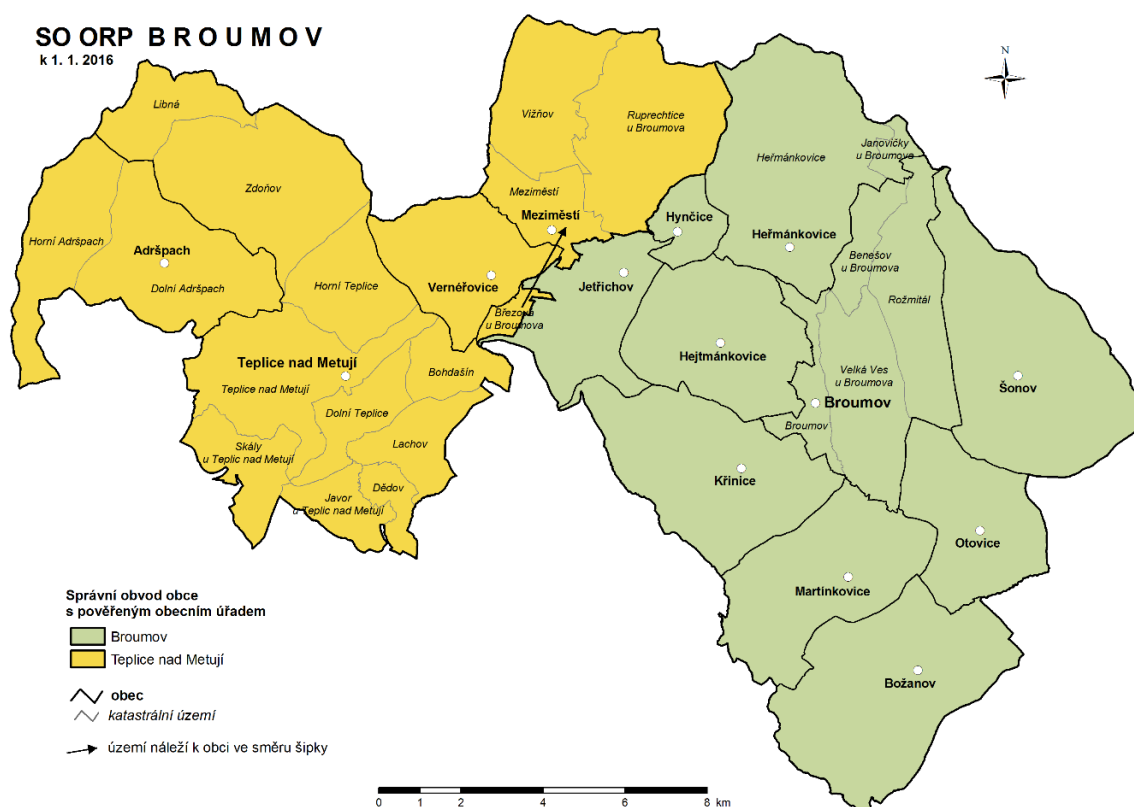 SO ORP BROUMOV
k 1. 1. 2016
N
Libná
Vižňov
Ruprechtice
u Broumova
Heřmánkovice
Janovičky
u Broumova
Zdoňov
Meziměstí
Meziměstí
Hynčice
Heřmánkovice
Horní Adršpach
Adršpach
Dolní Adršpach
Horní Teplice
Vernéřovice
Jetřichov
Benešov
u Broumova
Rožmitál
Březová
u Broumova
Hejtmánkovice
Teplice nad Metují
Teplice nad Metují
Bohdašín
Velká Ves
u Broumova
Šonov
Dolní Teplice
Broumov
Broumov
Skály
u Teplic nad Metují
Lachov
Křinice
Dědov
Javor
u Teplic nad Metují
Otovice
Martínkovice
Božanov
Správní obvod obce
s pověřeným obecním úřadem
Broumov
Teplice nad Metují
obec
katastrální území
území náleží k obci ve směru šipky
0 1 2 4 6 8 km